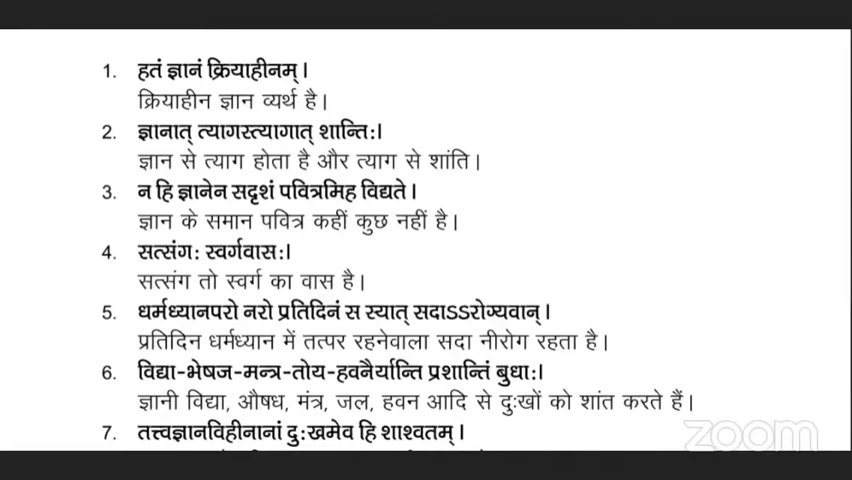 1. हतं ज्ञानं क्रियाहीनम् ।
क्रियाहीन ज्ञान व्यर्थ है।
2. ज्ञानात् त्यागस्त्यागात् शान्ति:।
ज्ञान से त्याग होता है और त्याग से शांति।
3. न हि ज्ञानेन सदृशं पवित्रमिह विद्यते ।
ज्ञान के समान पवित्र कहीं कुछ नहीं है।
4. सत्संग: स्वर्गवास:।
सत्संग तो स्वर्ग का वास है।
5. धर्मध्यानपरो नरो प्रतिदिनं स स्यात् सदाऽऽरोग्यवान् ।
प्रतिदिन धर्मध्यान में तत्पर रहनेवाला सदा नीरोग रहता है।
6. विद्या-भेषज-मन्त्र-तोय-हवनैर्यान्ति प्रशान्तिं बुधा:।
ज्ञानी विद्या, औषध, मंत्र, जल, हवन आदि से दुःखों को शांत करते हैं।
7. तत्त्वज्ञानविहीनानां दु:खमेव हि शाश्वतम् ।
zoom